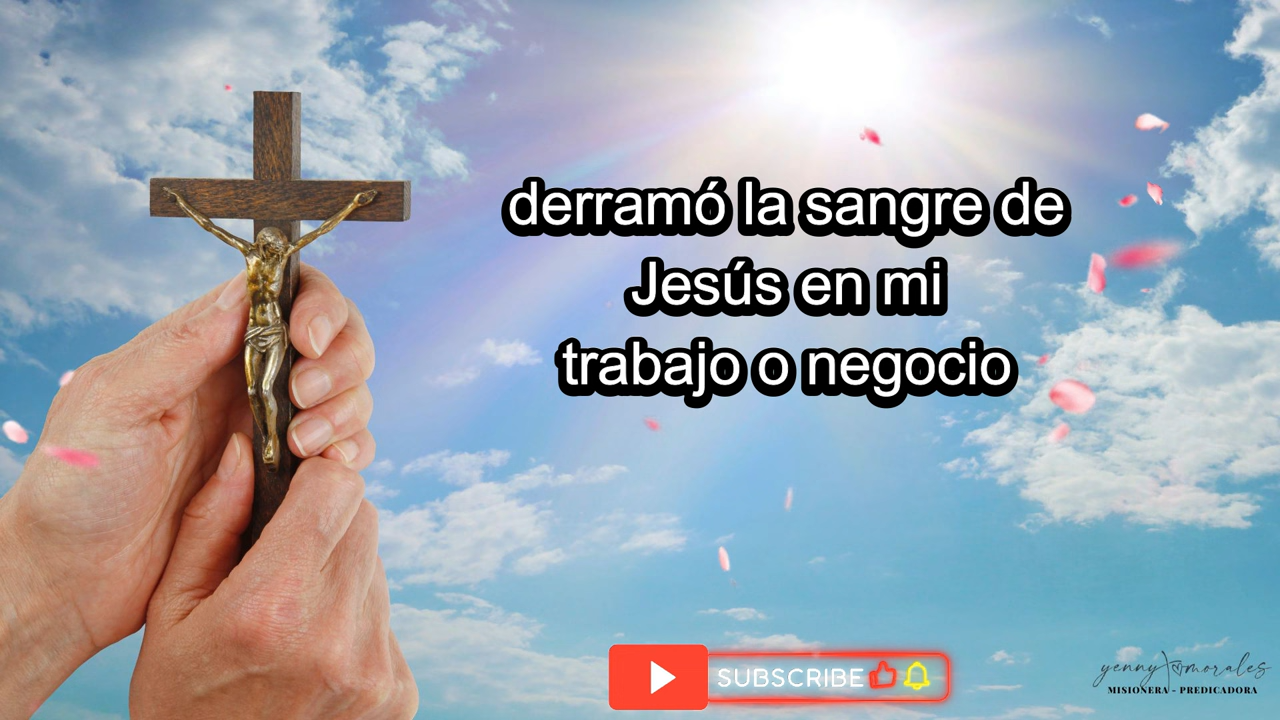 derramó la sangre de
Jesús en mi
trabajo o negocio
SUBSCRIBE
yenny morales
MISIONERA - PREDICADORA